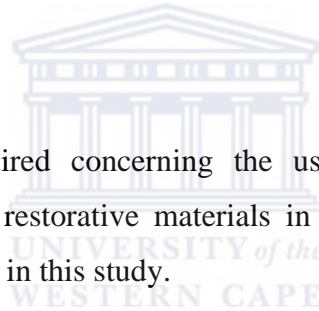 ired concerning the us
restorative materials in
UNIVERSITY of the
in this study.
WESTERN CAPE